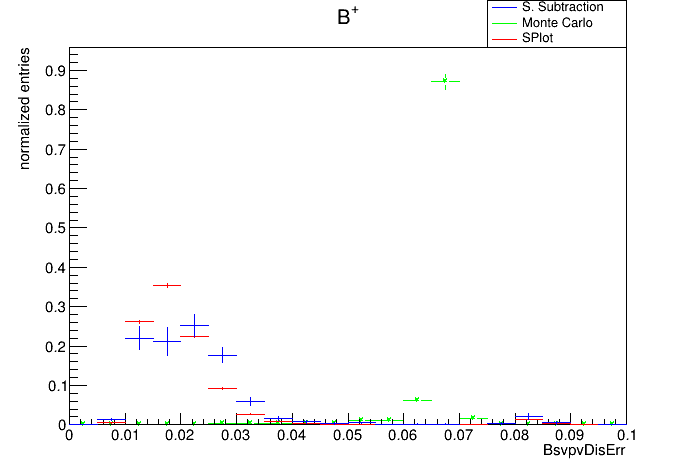 B+
S. Subtraction
Monte Carlo
SPlot
normalized entries
0.9
0.8
0.7
0.6
0.5
0.4
0.3
0.2
0.1
0
0 0.01 0.02 0.03 0.04 0.05 0.06 0.07 0.08 0.09 0.1
BsvpvDisErr